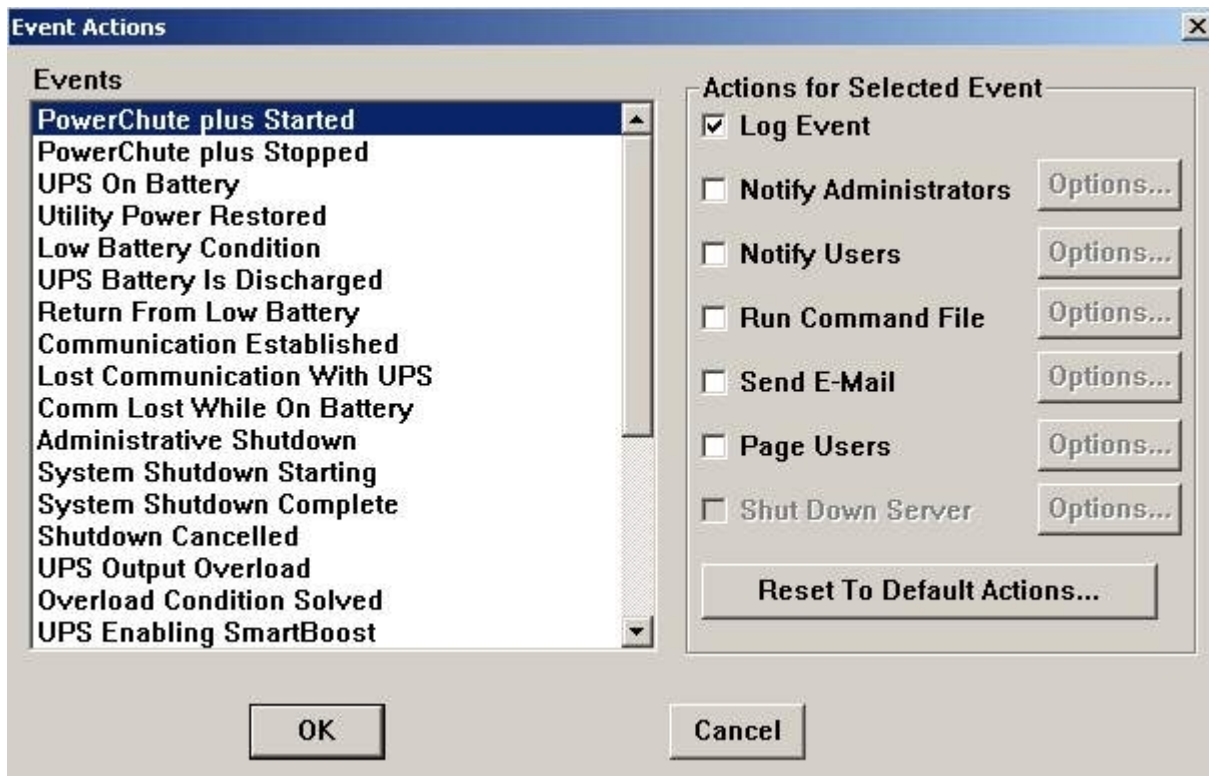 Event Actions
Events
PowerChute plus Started
PowerChute plus Stopped
UPS On Battery
Utility Power Restored
Low Battery Condition
UPS Battery Is Discharged
Return From Low Battery
Communication Established
Lost Communication With UPS
Comm Lost While On Battery
Administrative Shutdown
System Shutdown Starting
System Shutdown Complete
Shutdown Cancelled
UPS Output Overload
Overload Condition Solved
UPS Enabling SmartBoost
Actions for Selected Event
Log Event
Notify Administrators Options...
Notify Users Options...
Run Command File Options...
Send E-Mail Options...
Page Users Options...
Shut Down Server Options...
Reset To Default Actions...
OK
Cancel